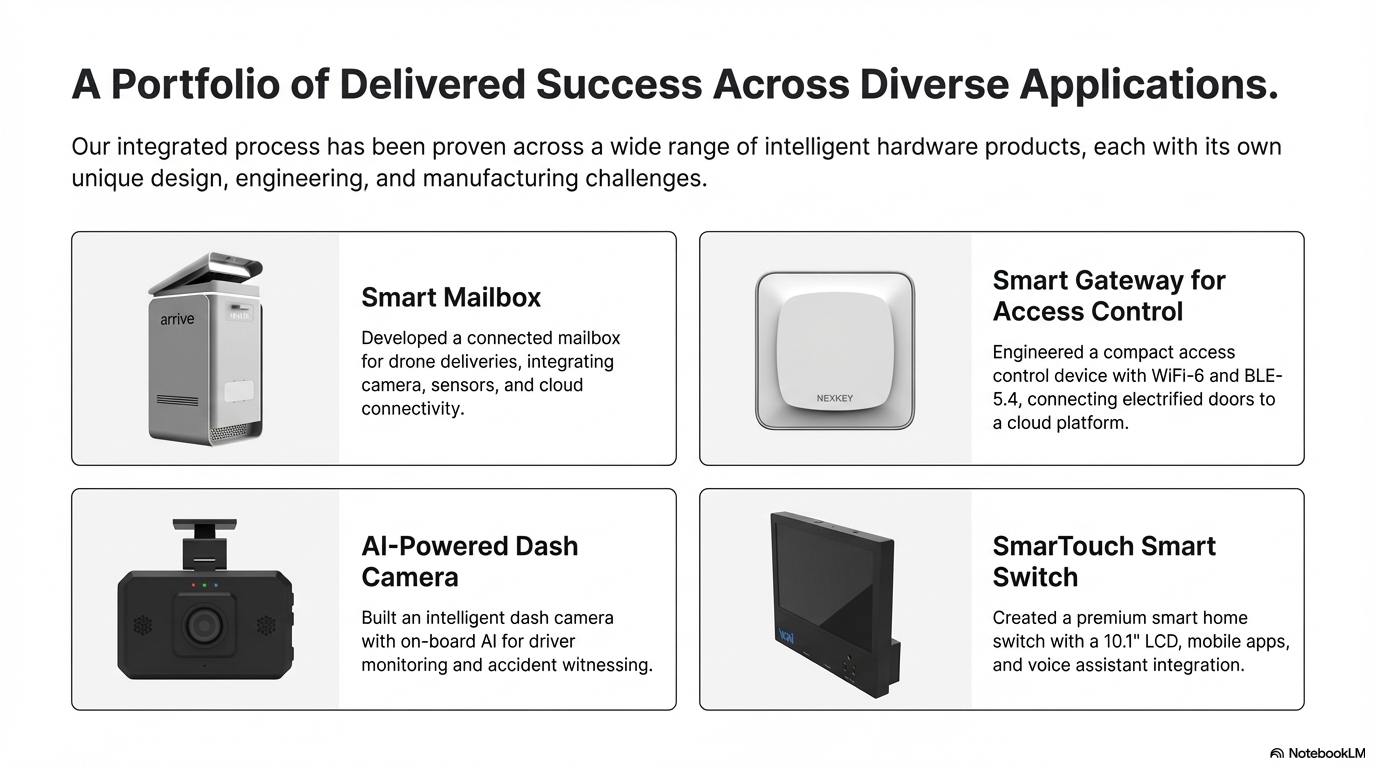 A Portfolio of Delivered Success Across Diverse Applications.
Our integrated process has been proven across a wide range of intelligent hardware products, each with its own
unique design, engineering, and manufacturing challenges.
arrive
Smart Mailbox
Developed a connected mailbox
for drone deliveries, integrating
camera, sensors, and cloud
connectivity.
NEXKEY
Smart Gateway for
Access Control
Engineered a compact access
control device with WiFi-6 and BLE-
5.4, connecting electrified doors to
a cloud platform.
AI-Powered Dash
Camera
Built an intelligent dash camera
with on-board AI for driver
monitoring and accident witnessing.
SmarTouch Smart
Switch
Created a premium smart home
switch with a 10.1" LCD, mobile apps,
and voice assistant integration.
NotebookLM